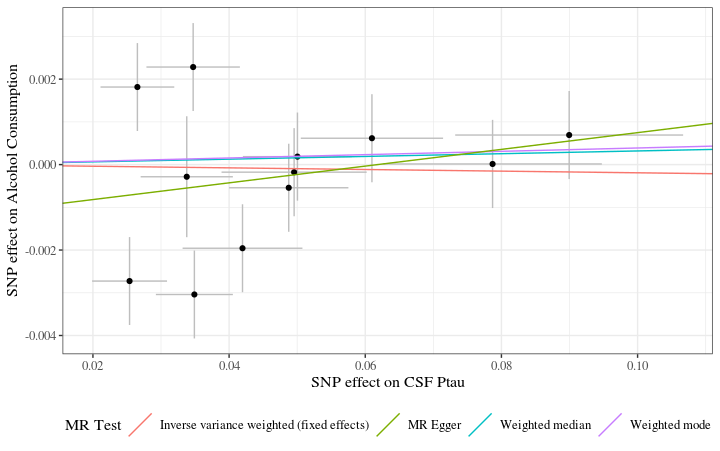 SNP effect on Alcohol Consumption
0.002
0.000
-0.002
-0.004
0.02 0.04 0.06 0.08 0.10
SNP effect on CSF Ptau
MR Test Inverse variance weighted (fixed effects) MR Egger Weighted median Weighted mode